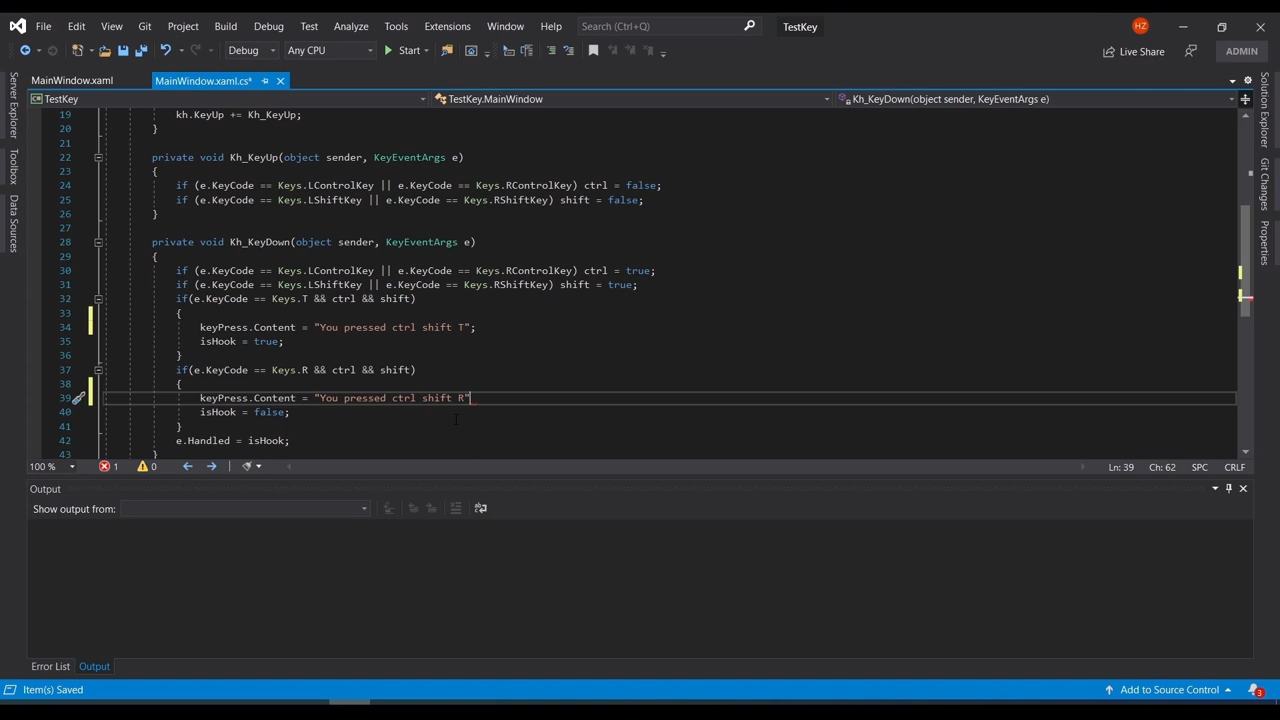 File Edit View Git Project Build Debug Test Analyze Tools Extensions Window Help Search (Ctrl+Q) TestKey HZ
Debug Any CPU Start Live Share ADMIN
MainWindow.xaml MainWindow.xaml.cs*
TestKey TestKey.MainWindow Kh_KeyDown(object sender, KeyEventArgs e)
Server Explorer
Toolbox
Data Sources
Solution Explorer
Git Changes
Properties
19 kh.KeyUp += Kh_KeyUp;
20 }
21
22 private void Kh_KeyUp(object sender, KeyEventArgs e)
23 {
24 if (e.KeyCode == Keys.LControlKey || e.KeyCode == Keys.RControlKey) ctrl = false;
25 if (e.KeyCode == Keys.LShiftKey || e.KeyCode == Keys.RShiftKey) shift = false;
26 }
27
28 private void Kh_KeyDown(object sender, KeyEventArgs e)
29 {
30 if (e.KeyCode == Keys.LControlKey || e.KeyCode == Keys.RControlKey) ctrl = true;
31 if (e.KeyCode == Keys.LShiftKey || e.KeyCode == Keys.RShiftKey) shift = true;
32 if(e.KeyCode == Keys.T && ctrl && shift)
33 {
34 keyPress.Content = "You pressed ctrl shift T";
35 isHook = true;
36 }
37 if(e.KeyCode == Keys.R && ctrl && shift)
38 {
39 keyPress.Content = "You pressed ctrl shift R"
40 isHook = false;
41 }
42 e.Handled = isHook;
43 }
100 % 1 0 Ln: 39 Ch: 62 SPC CRLF
Output
Show output from:
Error List Output
Item(s) Saved Add to Source Control 3